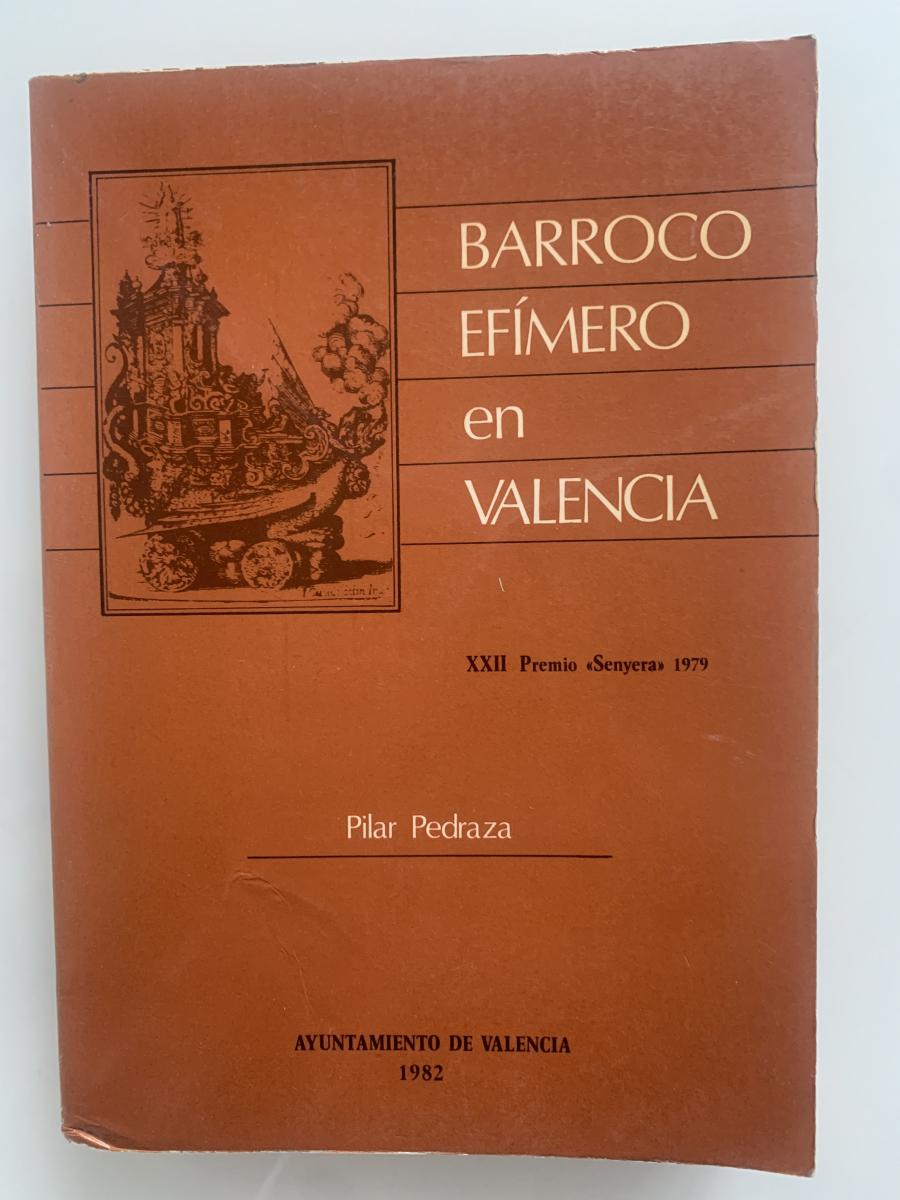 BARROCO
EFÍMERO
en
VALENCIA
XXII Premio «Senyera» 1979
Pilar Pedraza
AYUNTAMIENTO DE VALENCIA
1982